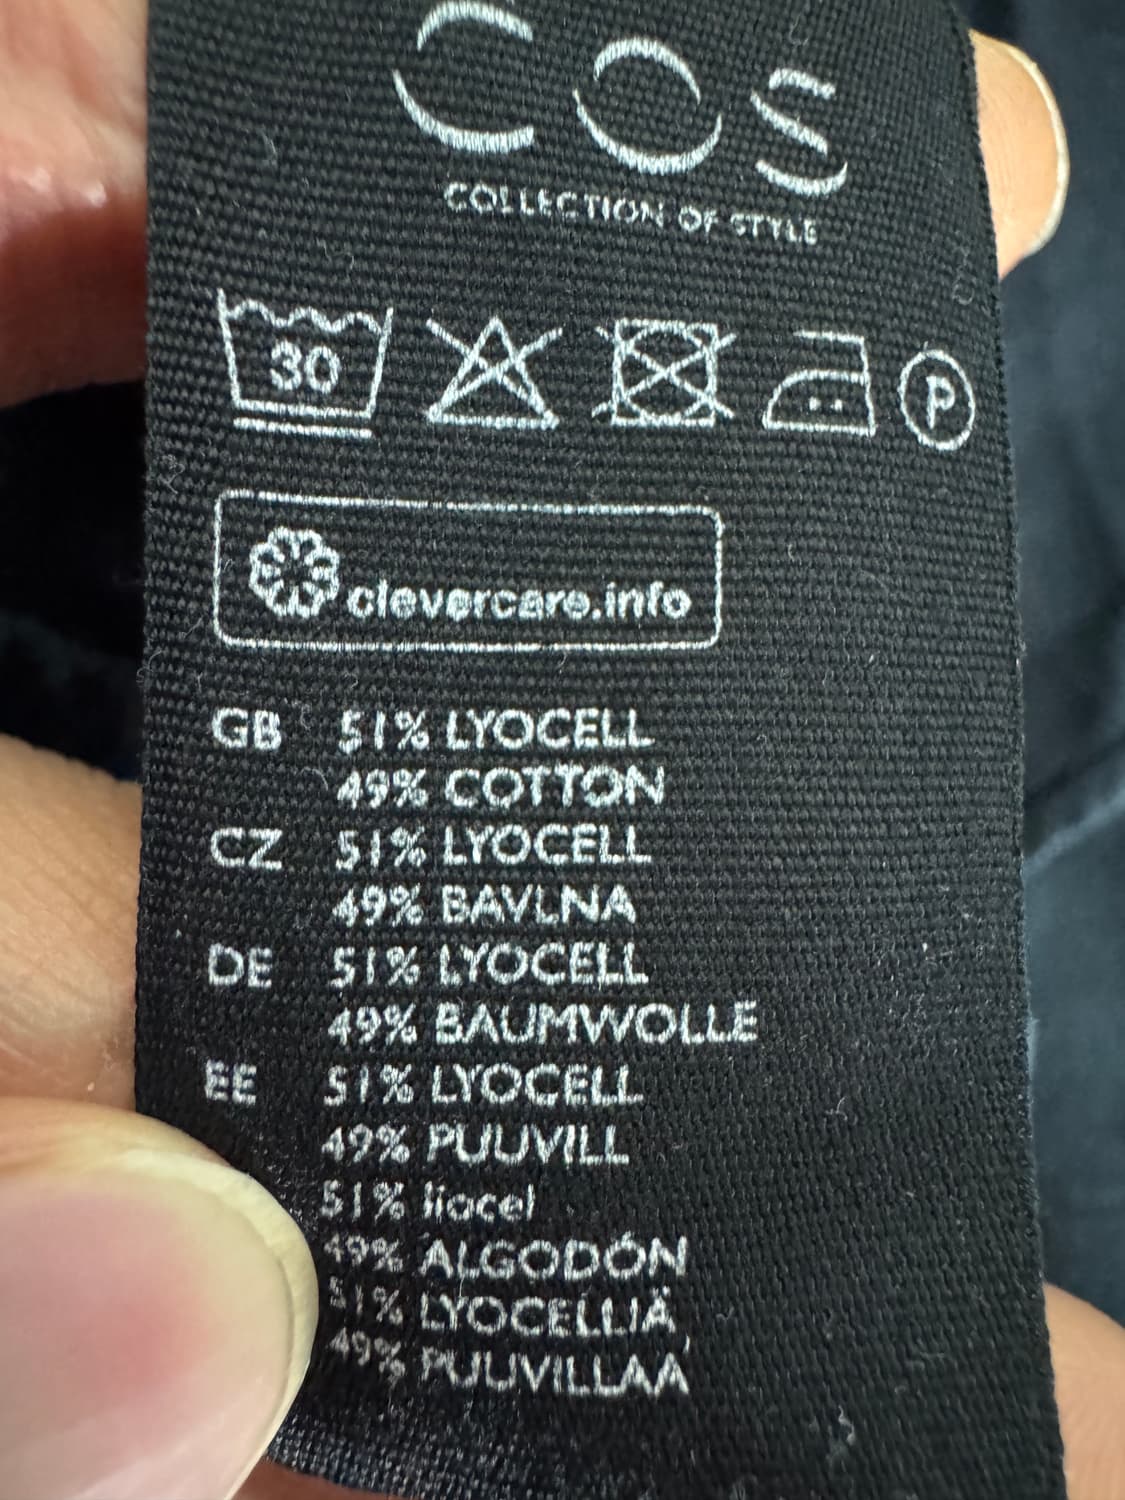 COS
COLLECTION OF STYLE
30 P
clevercare.info
GB 51% LYOCELL
49% COTTON
CZ 51% LYOCELL
49% BAVLNA
DE 51% LYOCELL
49% BAUMWOLLE
EE 51% LYOCELL
49% PUUVILL
51% liocel
49% ALGODÓN
51% LYOCELLIÄ
49% PUUVILLAA